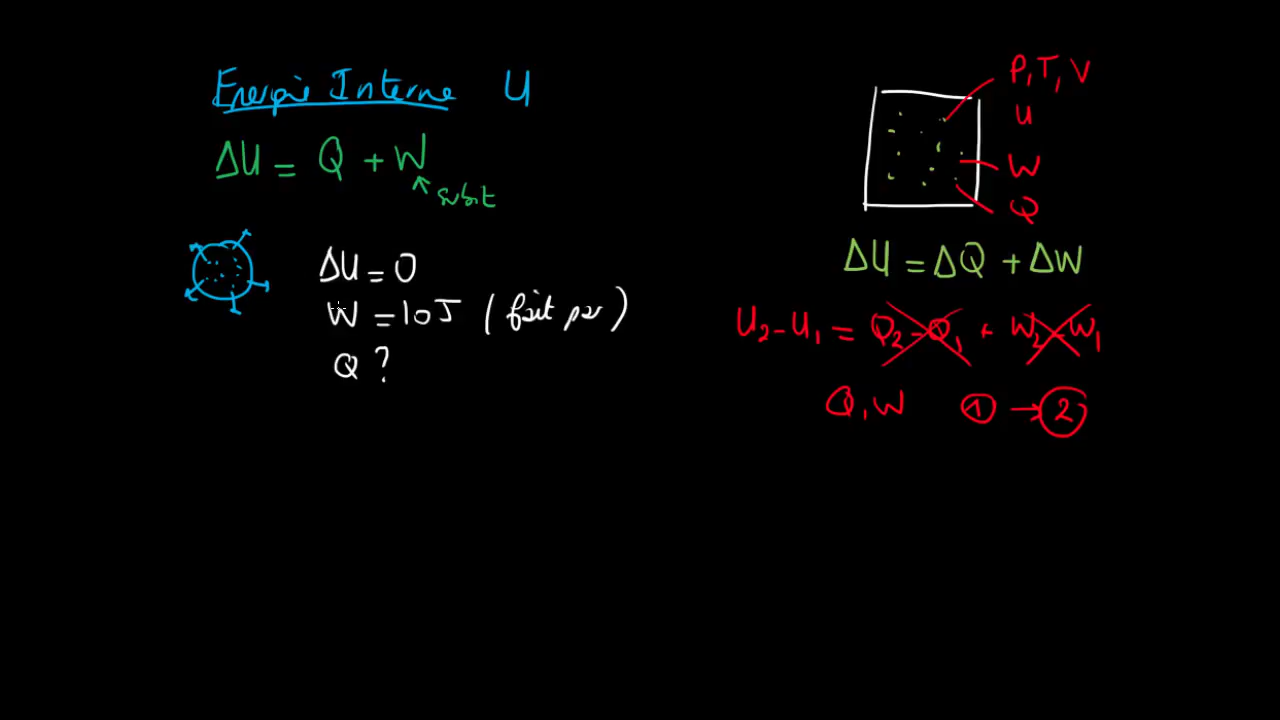 Energie Interne U
ΔU = Q + W
subit
ΔU = 0
W = 10 J (fait par)
Q ?
P, T, V
U
W
Q
ΔU = ΔQ + ΔW
U₂ - U₁ = Q₂ - Q₁ + W₂ - W₁
Q, W ① → ②